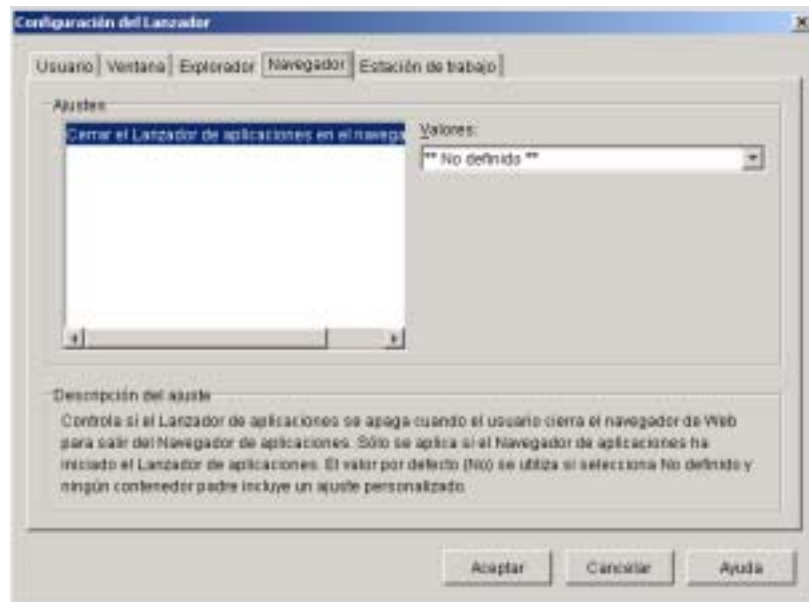 Configuración del Lanzador
Usuario Ventana Explorador Navegador Estación de trabajo
Ajustes
Cerrar el Lanzador de aplicaciones en el navega
Valores:
** No definido **
Descripción del ajuste
Controla si el Lanzador de aplicaciones se apaga cuando el usuario cierra el navegador de Web
para salir del Navegador de aplicaciones. Sólo se aplica si el Navegador de aplicaciones ha
iniciado el Lanzador de aplicaciones. El valor por defecto (No) se utiliza si selecciona No definido y
ningún contenedor padre incluye un ajuste personalizado.
Aceptar Cancelar Ayuda